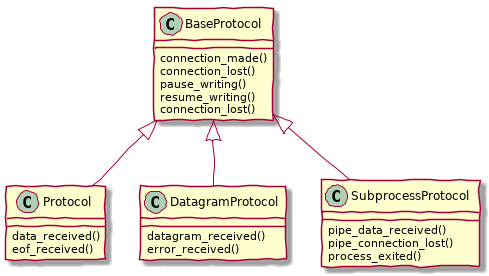 C BaseProtocol
connection_made()
connection_lost()
pause_writing()
resume_writing()
connection_lost()
C Protocol
data_received()
eof_received()
C DatagramProtocol
datagram_received()
error_received()
C SubprocessProtocol
pipe_data_received()
pipe_connection_lost()
process_exited()